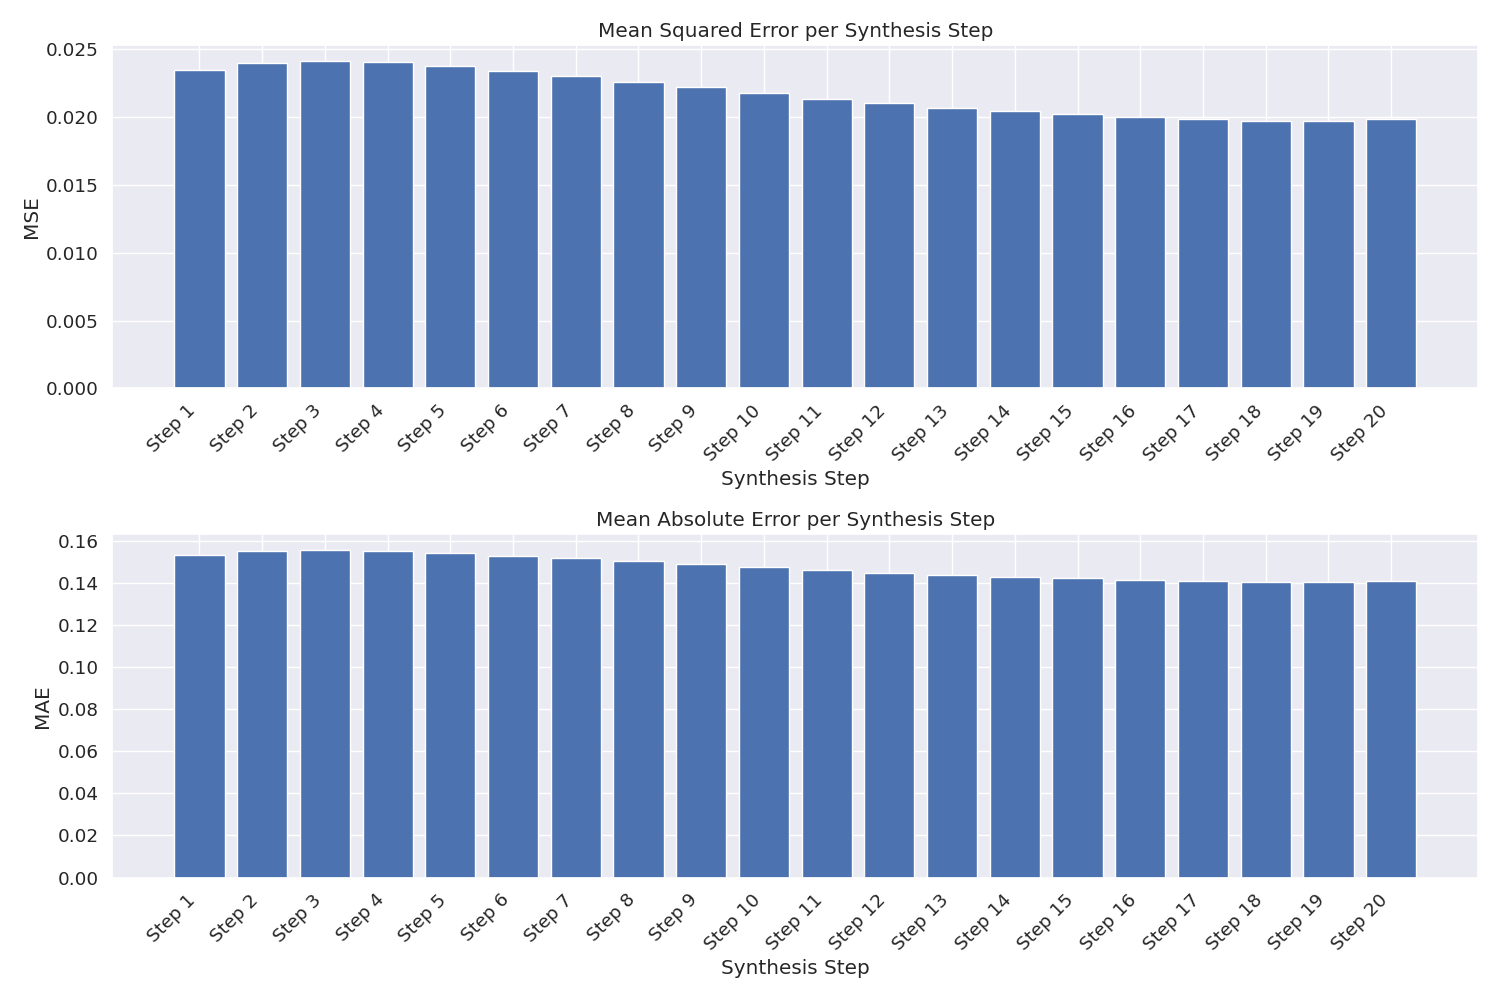 Mean Squared Error per Synthesis Step
0.025
0.020
0.015
0.010
0.005
0.000
MSE
Step 1
Step 2
Step 3
Step 4
Step 5
Step 6
Step 7
Step 8
Step 9
Step 10
Step 11
Step 12
Step 13
Step 14
Step 15
Step 16
Step 17
Step 18
Step 19
Step 20
Synthesis Step
Mean Absolute Error per Synthesis Step
0.16
0.14
0.12
0.10
0.08
0.06
0.04
0.02
0.00
MAE
Step 1
Step 2
Step 3
Step 4
Step 5
Step 6
Step 7
Step 8
Step 9
Step 10
Step 11
Step 12
Step 13
Step 14
Step 15
Step 16
Step 17
Step 18
Step 19
Step 20
Synthesis Step